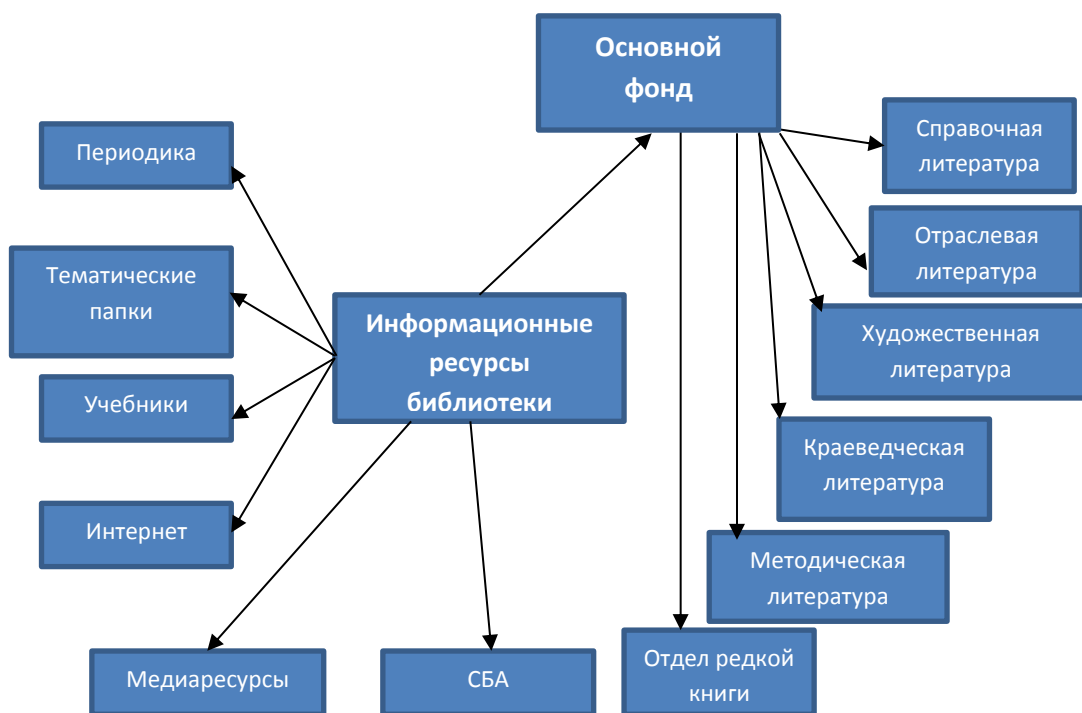 Основной
фонд
Справочная
литература
Периодика
Отраслевая
литература
Тематические
папки
Информационные
ресурсы
библиотеки
Художественная
литература
Учебники
Краеведческая
литература
Интернет
Методическая
литература
Медиаресурсы
СБА
Отдел редкой
книги